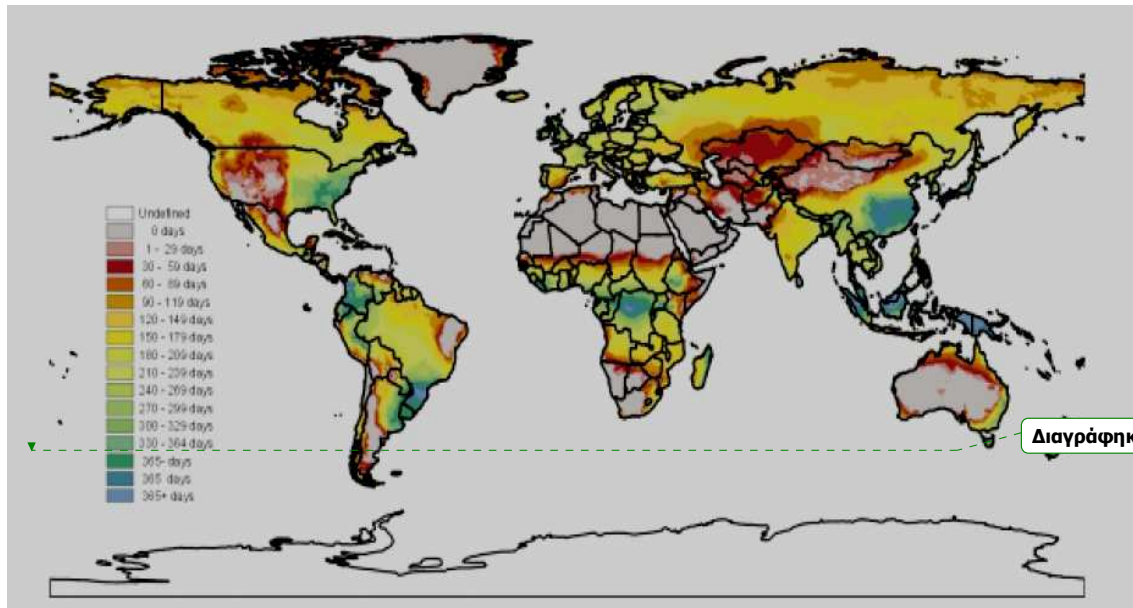 Undefined
0 days
1 - 29 days
30 - 59 days
60 - 89 days
90 - 119 days
120 - 149 days
150 - 179 days
180 - 209 days
210 - 239 days
240 - 269 days
270 - 299 days
300 - 329 days
330 - 364 days
365- days
365 days
365+ days
Διαγράφηκ